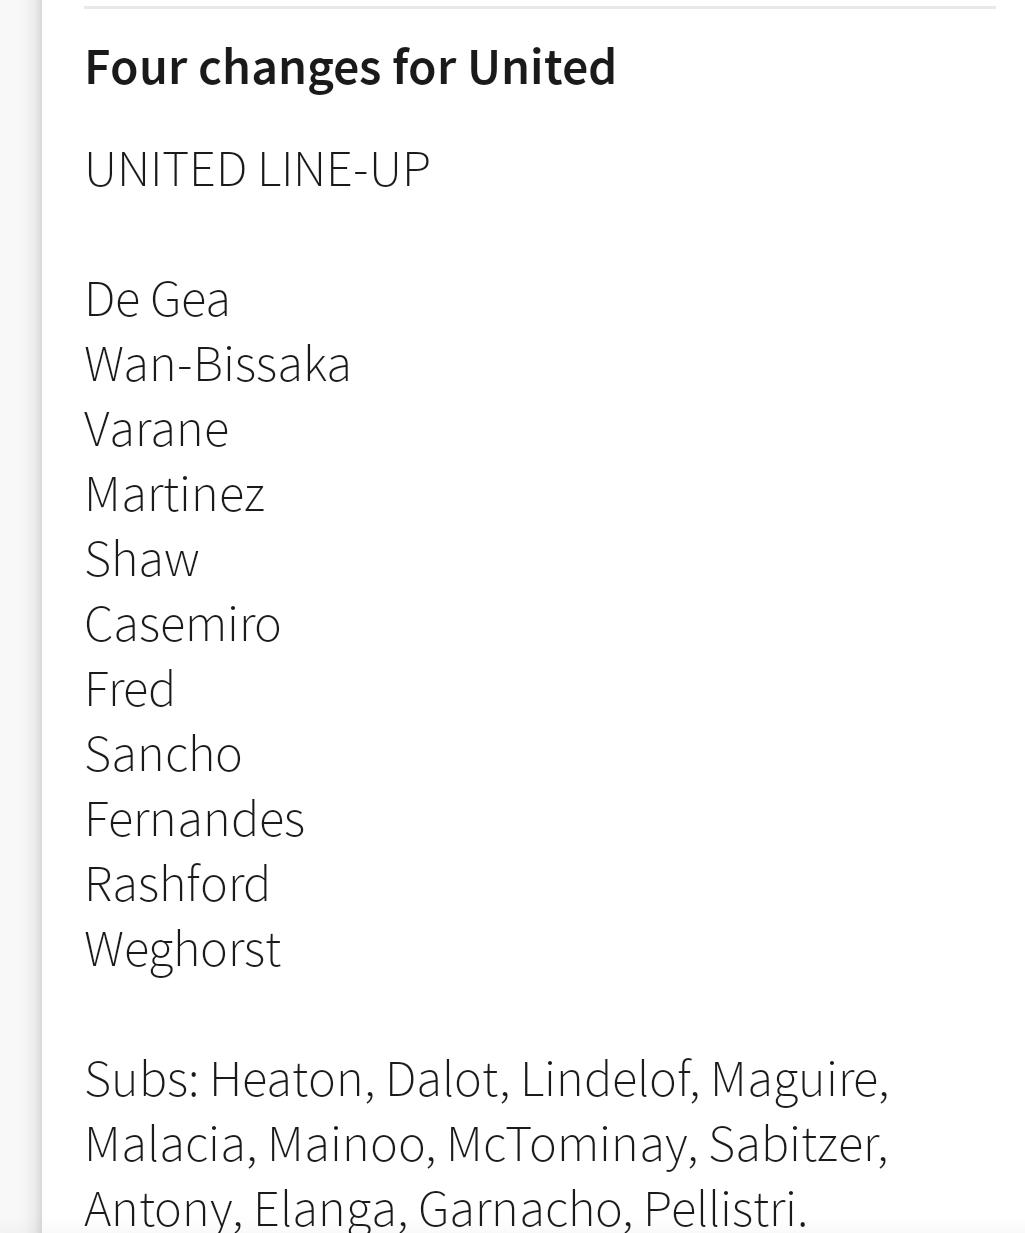 Four changes for United
UNITED LINE-UP
De Gea
Wan-Bissaka
Varane
Martinez
Shaw
Casemiro
Fred
Sancho
Fernandes
Rashford
Weghorst
Subs: Heaton, Dalot, Lindelof, Maguire,
Malacia, Mainoo, McTominay, Sabitzer,
Antony, Elanga, Garnacho, Pellistri.